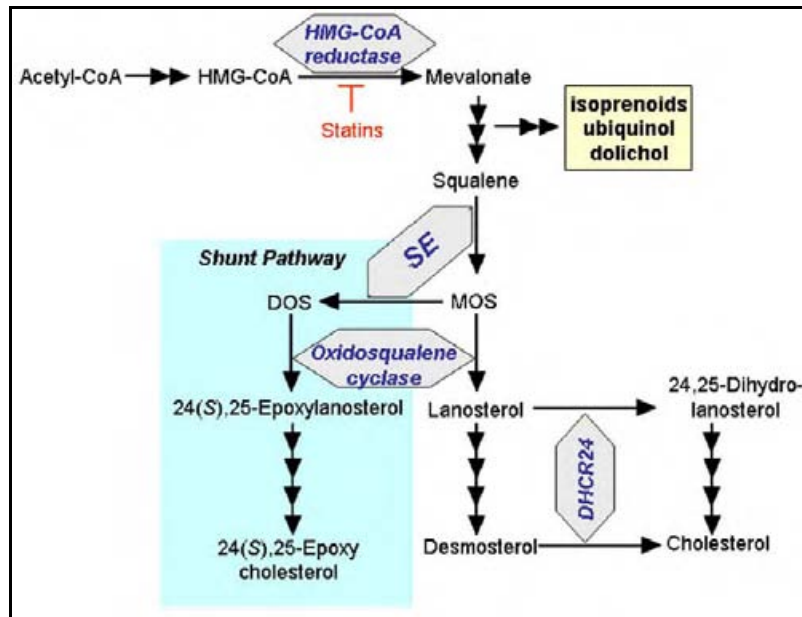 HMG-CoA
reductase
Acetyl-CoA
HMG-CoA
Mevalonate
Statins
isoprenoids
ubiquinol
dolichol
Squalene
SE
Shunt Pathway
DOS
MOS
Oxidosqualene
cyclase
24(S),25-Epoxylanosterol
Lanosterol
24,25-Dihydro-
lanosterol
DHCR24
24(S),25-Epoxy
cholesterol
Desmosterol
Cholesterol